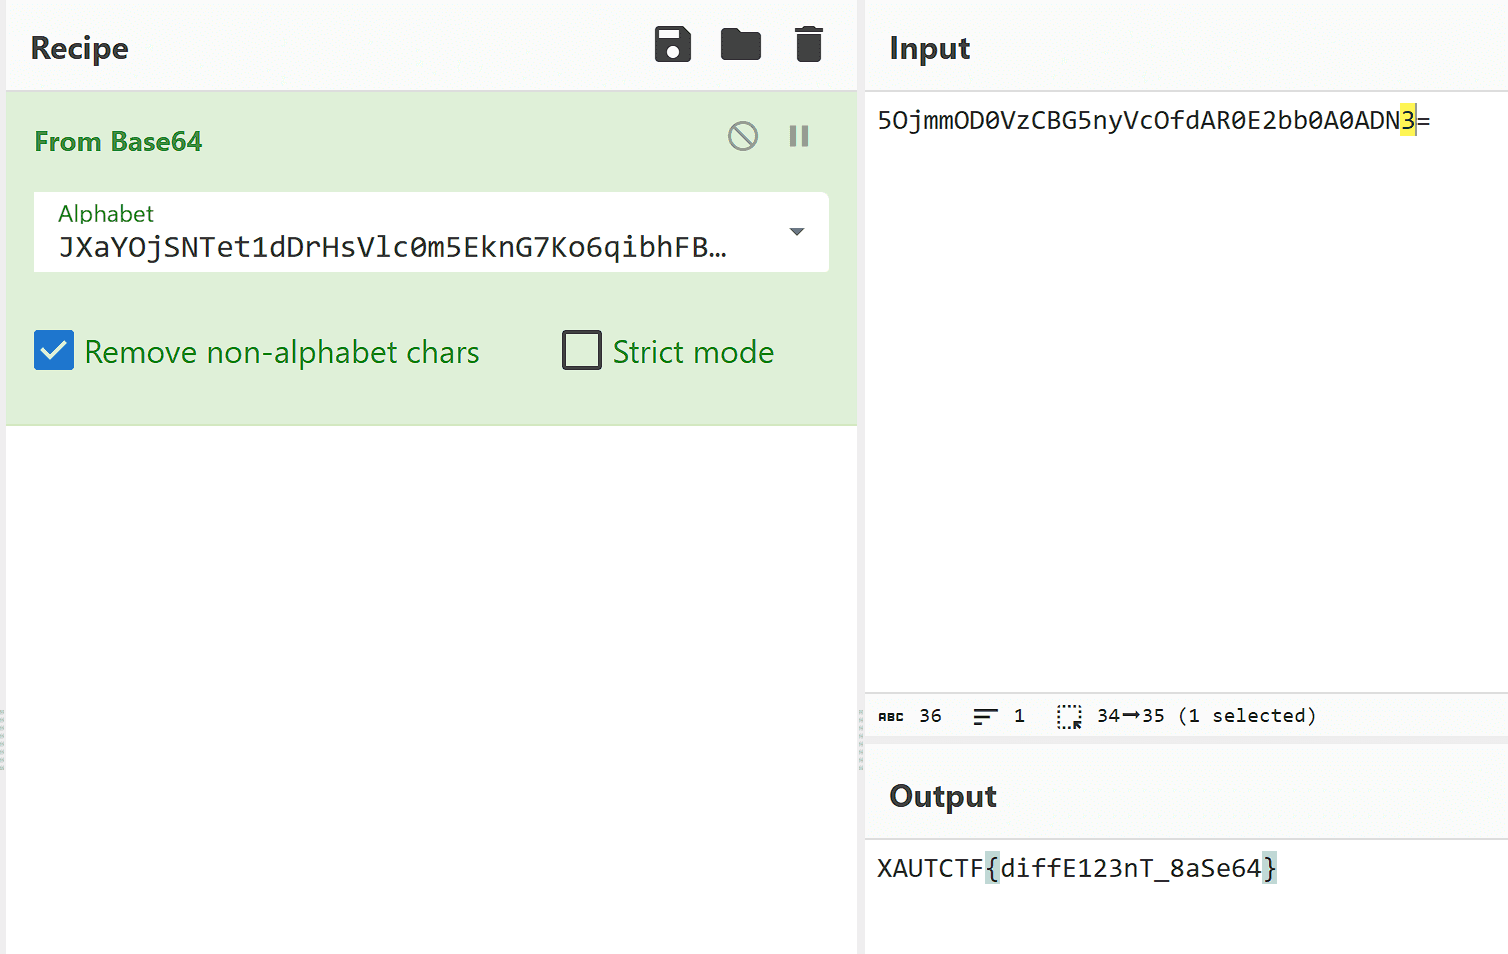 Recipe
From Base64
Alphabet
JXaYOjSNTet1dDrHsVlc0m5EknG7Ko6qibhFB…
Remove non-alphabet chars
Strict mode
Input
5OjmmOD0VzCBG5nyVcOfdAR0E2bb0A0ADN3=
ABC 36 1 34→35 (1 selected)
Output
XAUTCTF{diffE123nT_8aSe64}